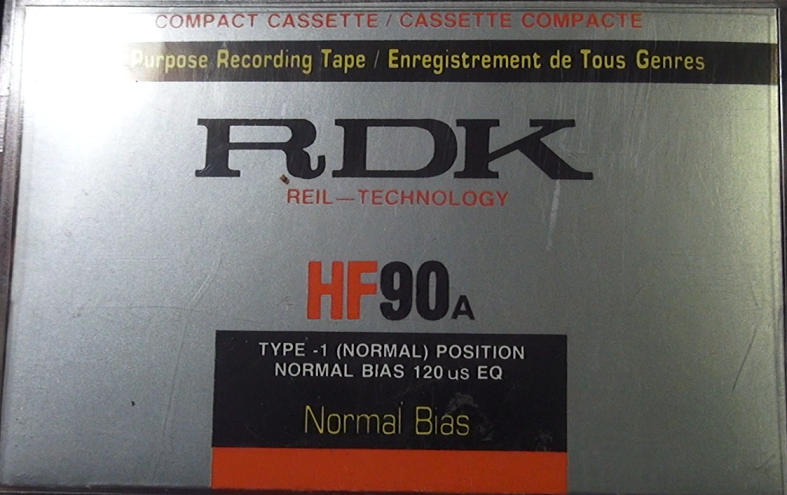 COMPACT CASSETTE / CASSETTE COMPACTE
Purpose Recording Tape / Enregistrement de Tous Genres
RDK
REIL—TECHNOLOGY
HF90A
TYPE -1 (NORMAL) POSITION
NORMAL BIAS 120 us EQ
Normal Bias